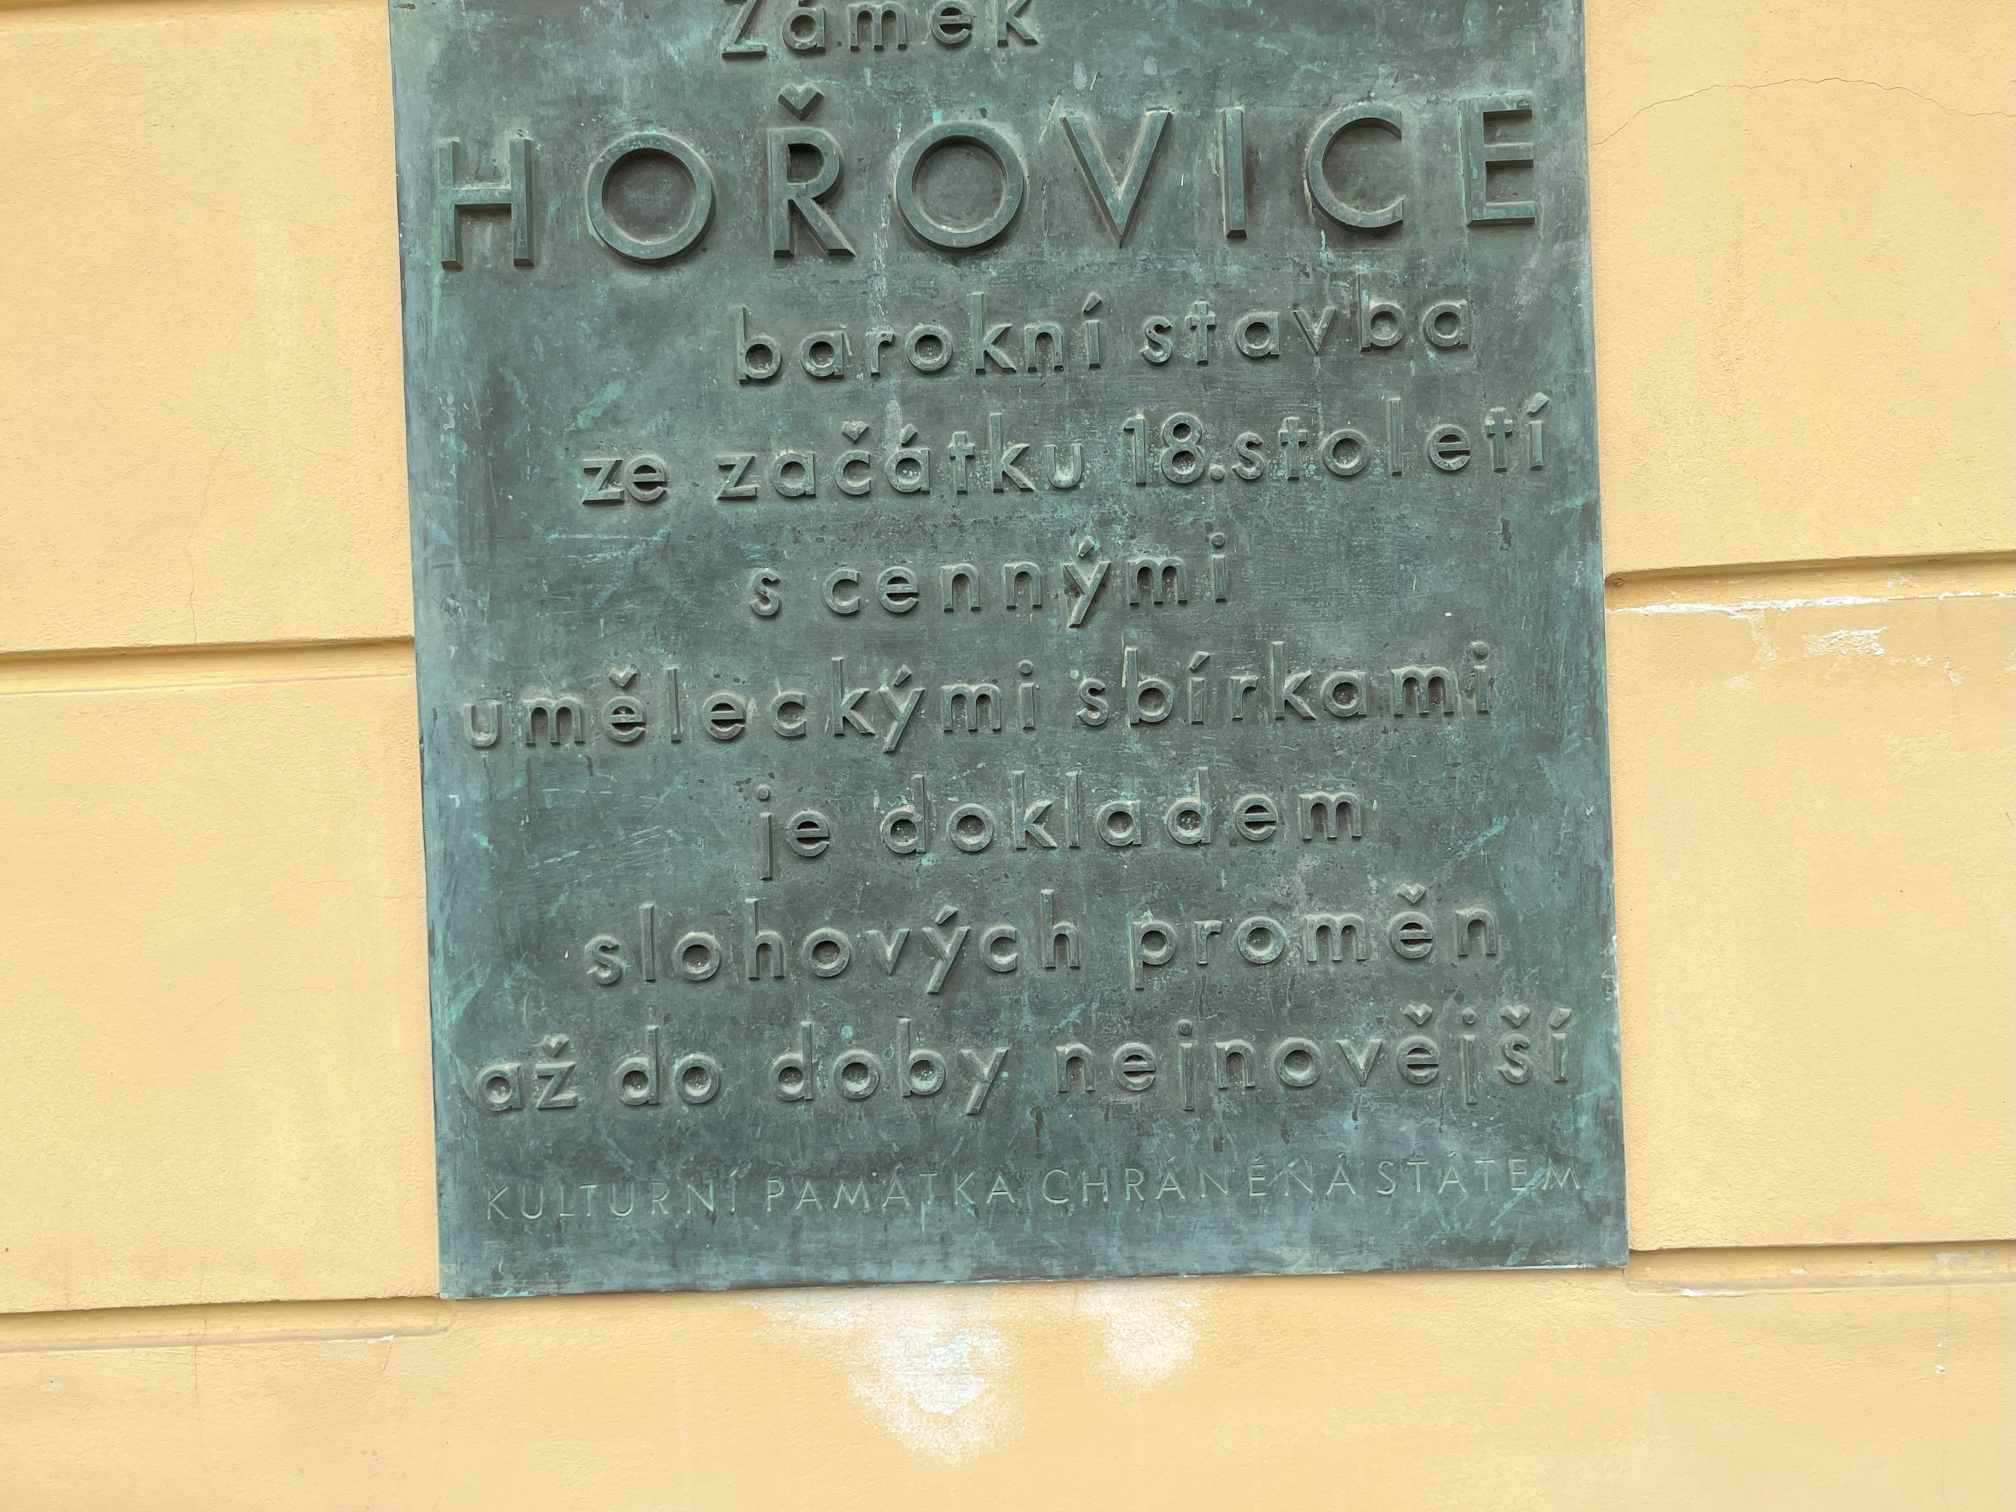 Zámek
HOŘOVICE
barokní stavba
ze začátku 18.století
s cennými
uměleckými sbírkami
je dokladem
slohových proměn
až do doby nejnovější
KULTURNÍ PAMÁTKA CHRÁNĚNÁ STÁTEM